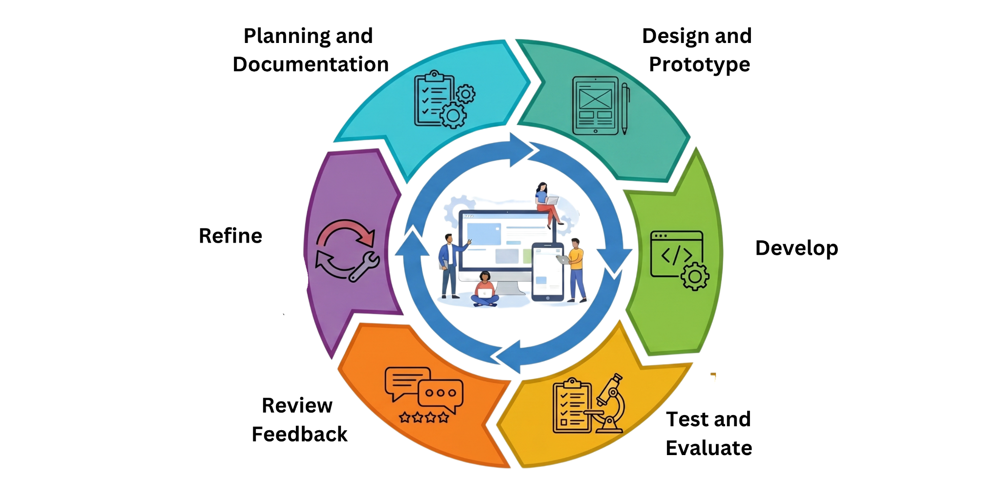 Planning and
Documentation
Design and
Prototype
Refine
Develop
Review
Feedback
Test and
Evaluate